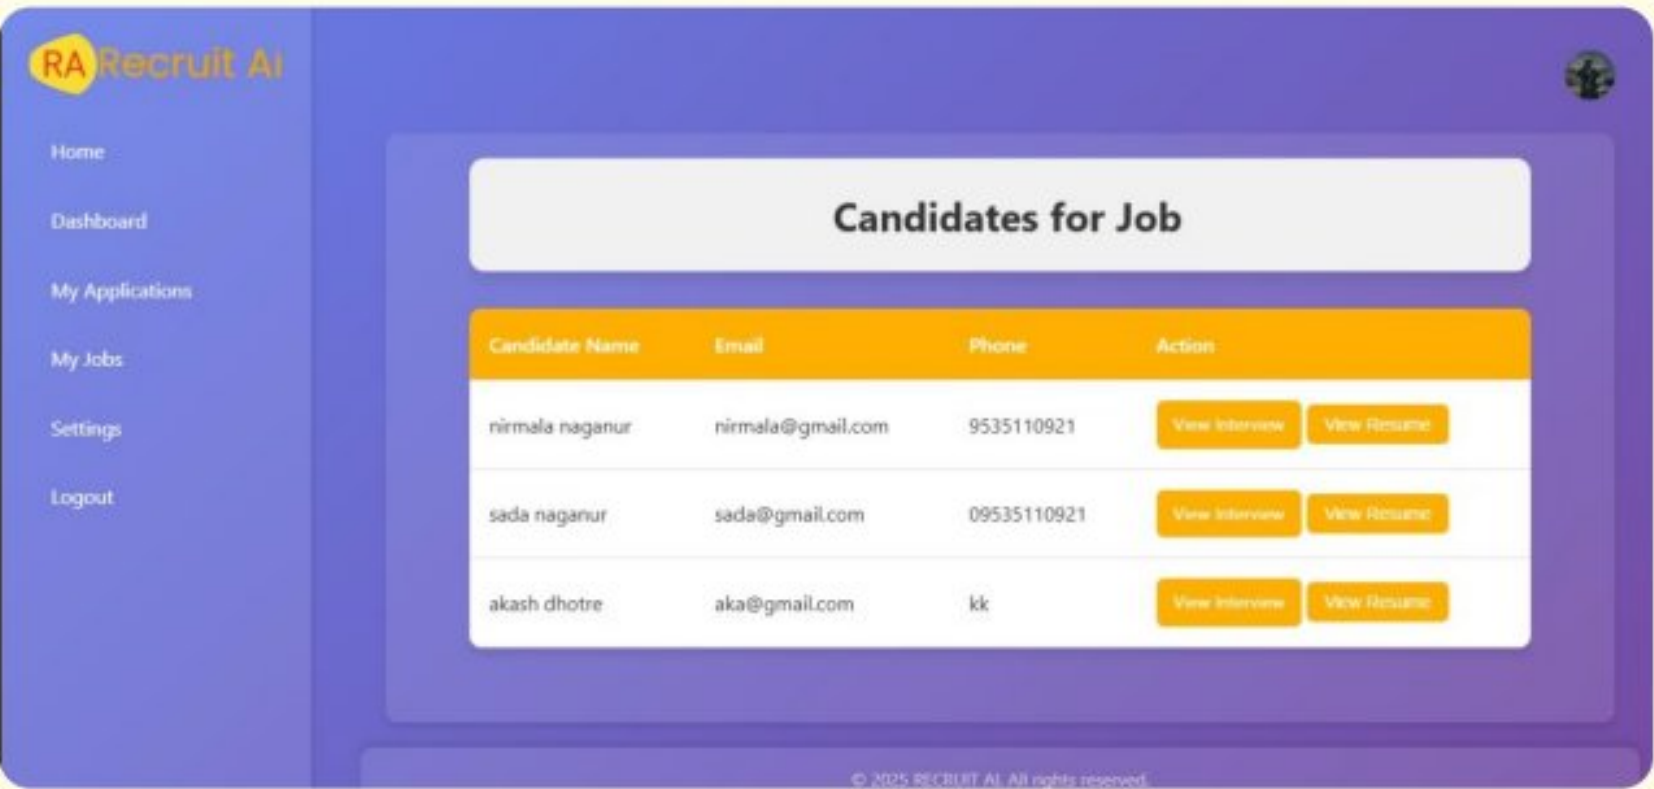 RA Recruit Ai
Home
Dashboard
My Applications
My Jobs
Settings
Logout
Candidates for Job
Candidate Name Email Phone Action
nirmala naganur nirmala@gmail.com 9535110921 View Interview View Resume
sada naganur sada@gmail.com 09535110921 View Interview View Resume
akash dhotre aka@gmail.com kk View Interview View Resume
© 2025 RECRUIT AI. All rights reserved.